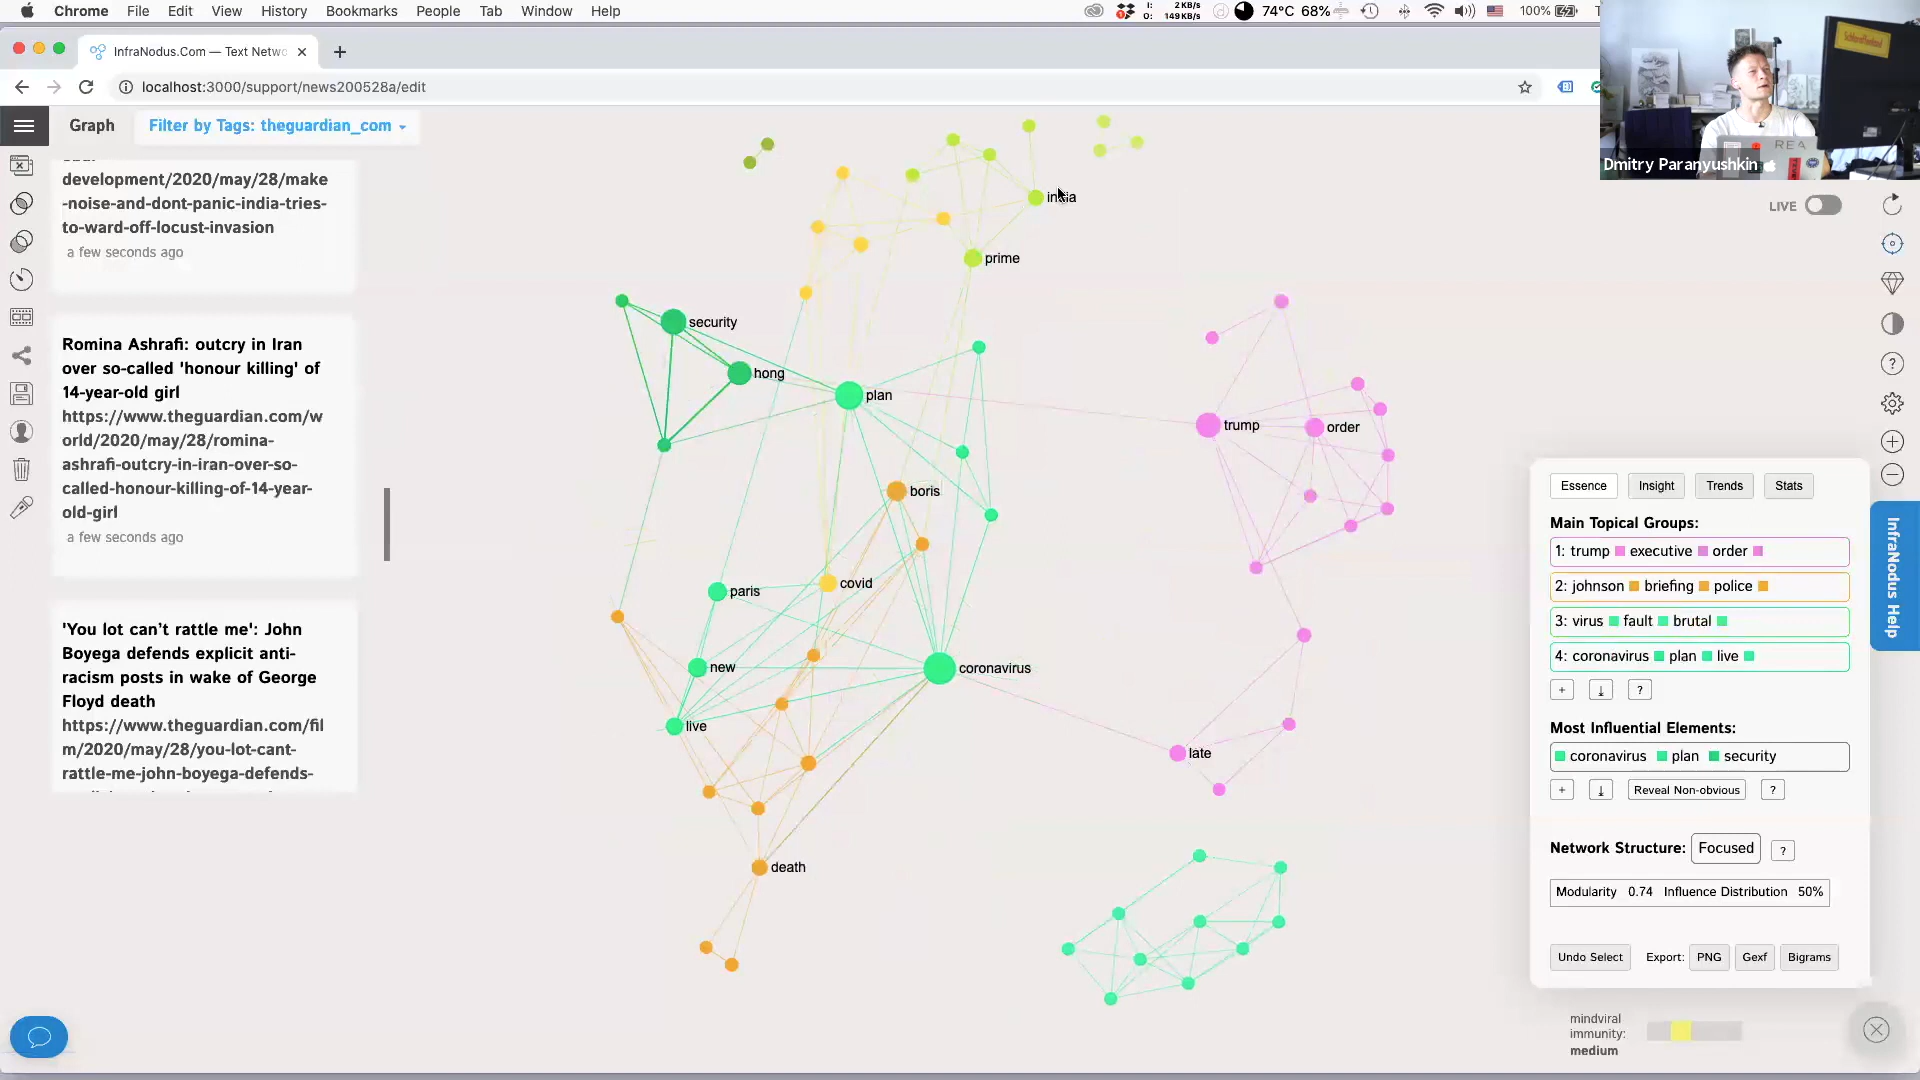 Chrome File Edit View History Bookmarks People Tab Window Help
I: 2 KB/s
O: 149 KB/s
74°C 68%
100%
InfraNodus.Com — Text Netwo
localhost:3000/support/news200528a/edit
Graph
Filter by Tags: theguardian_com
development/2020/may/28/make
-noise-and-dont-panic-india-tries-
to-ward-off-locust-invasion
a few seconds ago
Romina Ashrafi: outcry in Iran
over so-called 'honour killing' of
14-year-old girl
https://www.theguardian.com/w
orld/2020/may/28/romina-
ashrafi-outcry-in-iran-over-so-
called-honour-killing-of-14-year-
old-girl
a few seconds ago
'You lot can’t rattle me': John
Boyega defends explicit anti-
racism posts in wake of George
Floyd death
https://www.theguardian.com/fil
m/2020/may/28/you-lot-cant-
rattle-me-john-boyega-defends-
india
prime
security
hong
plan
trump
order
boris
covid
paris
new
coronavirus
live
late
death
Dmitry Paranyushkin
REA
LIVE
Essence Insight Trends Stats
Main Topical Groups:
1: trump executive order
2: johnson briefing police
3: virus fault brutal
4: coronavirus plan live
+ ↓ ?
Most Influential Elements:
coronavirus plan security
+ ↓ Reveal Non-obvious ?
Network Structure: Focused ?
Modularity 0.74 Influence Distribution 50%
Undo Select Export: PNG Gexf Bigrams
InfraNodus Help
mindviral
immunity:
medium